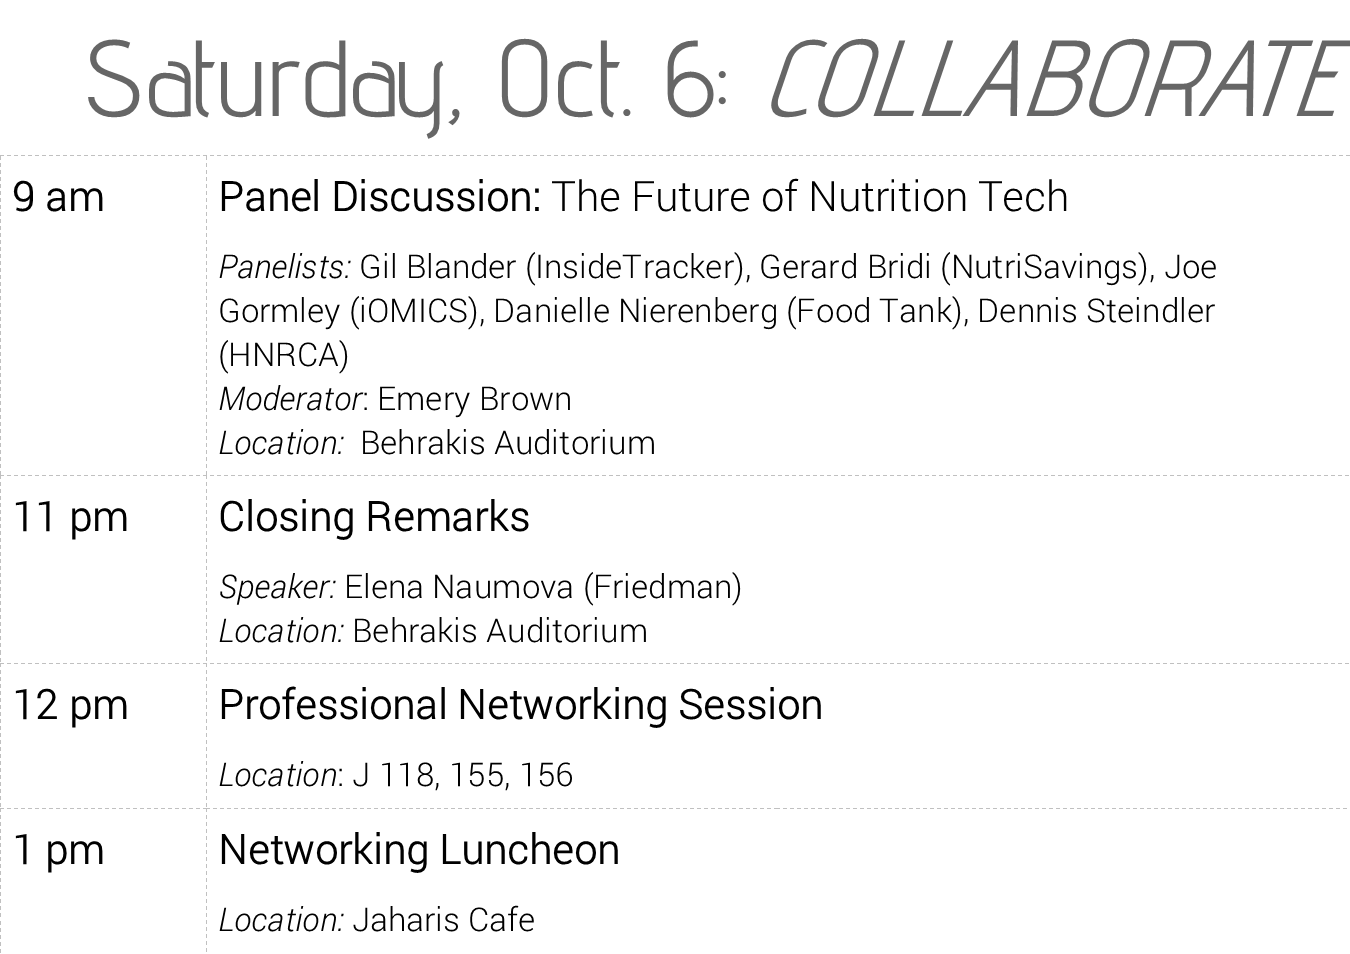 Saturday, Oct. 6: COLLABORATE
9 am
Panel Discussion: The Future of Nutrition Tech
Panelists: Gil Blander (InsideTracker), Gerard Bridi (NutriSavings), Joe
Gormley (iOMICS), Danielle Nierenberg (Food Tank), Dennis Steindler
(HNRCA)
Moderator: Emery Brown
Location: Behrakis Auditorium
11 pm
Closing Remarks
Speaker: Elena Naumova (Friedman)
Location: Behrakis Auditorium
12 pm
Professional Networking Session
Location: J 118, 155, 156
1 pm
Networking Luncheon
Location: Jaharis Cafe